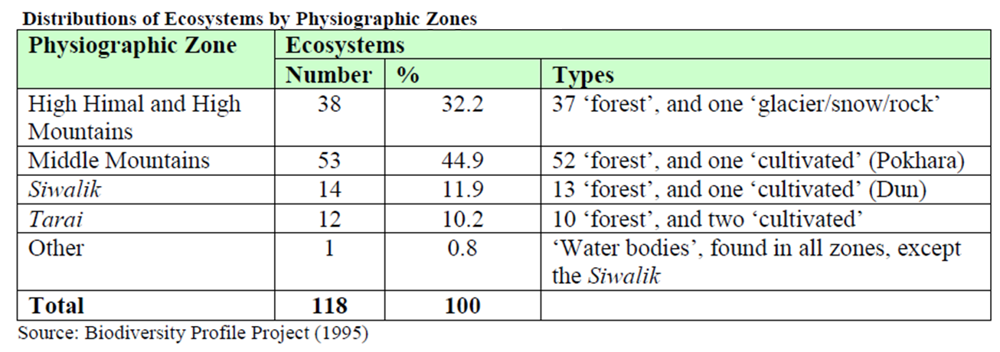 Distributions of Ecosystems by Physiographic Zones
Physiographic Zone Ecosystems
Number % Types
High Himal and High Mountains 38 32.2 37 ‘forest’, and one ‘glacier/snow/rock’
Middle Mountains 53 44.9 52 ‘forest’, and one ‘cultivated’ (Pokhara)
Siwalik 14 11.9 13 ‘forest’, and one ‘cultivated’ (Dun)
Tarai 12 10.2 10 ‘forest’, and two ‘cultivated’
Other 1 0.8 ‘Water bodies’, found in all zones, except the Siwalik
Total 118 100
Source: Biodiversity Profile Project (1995)